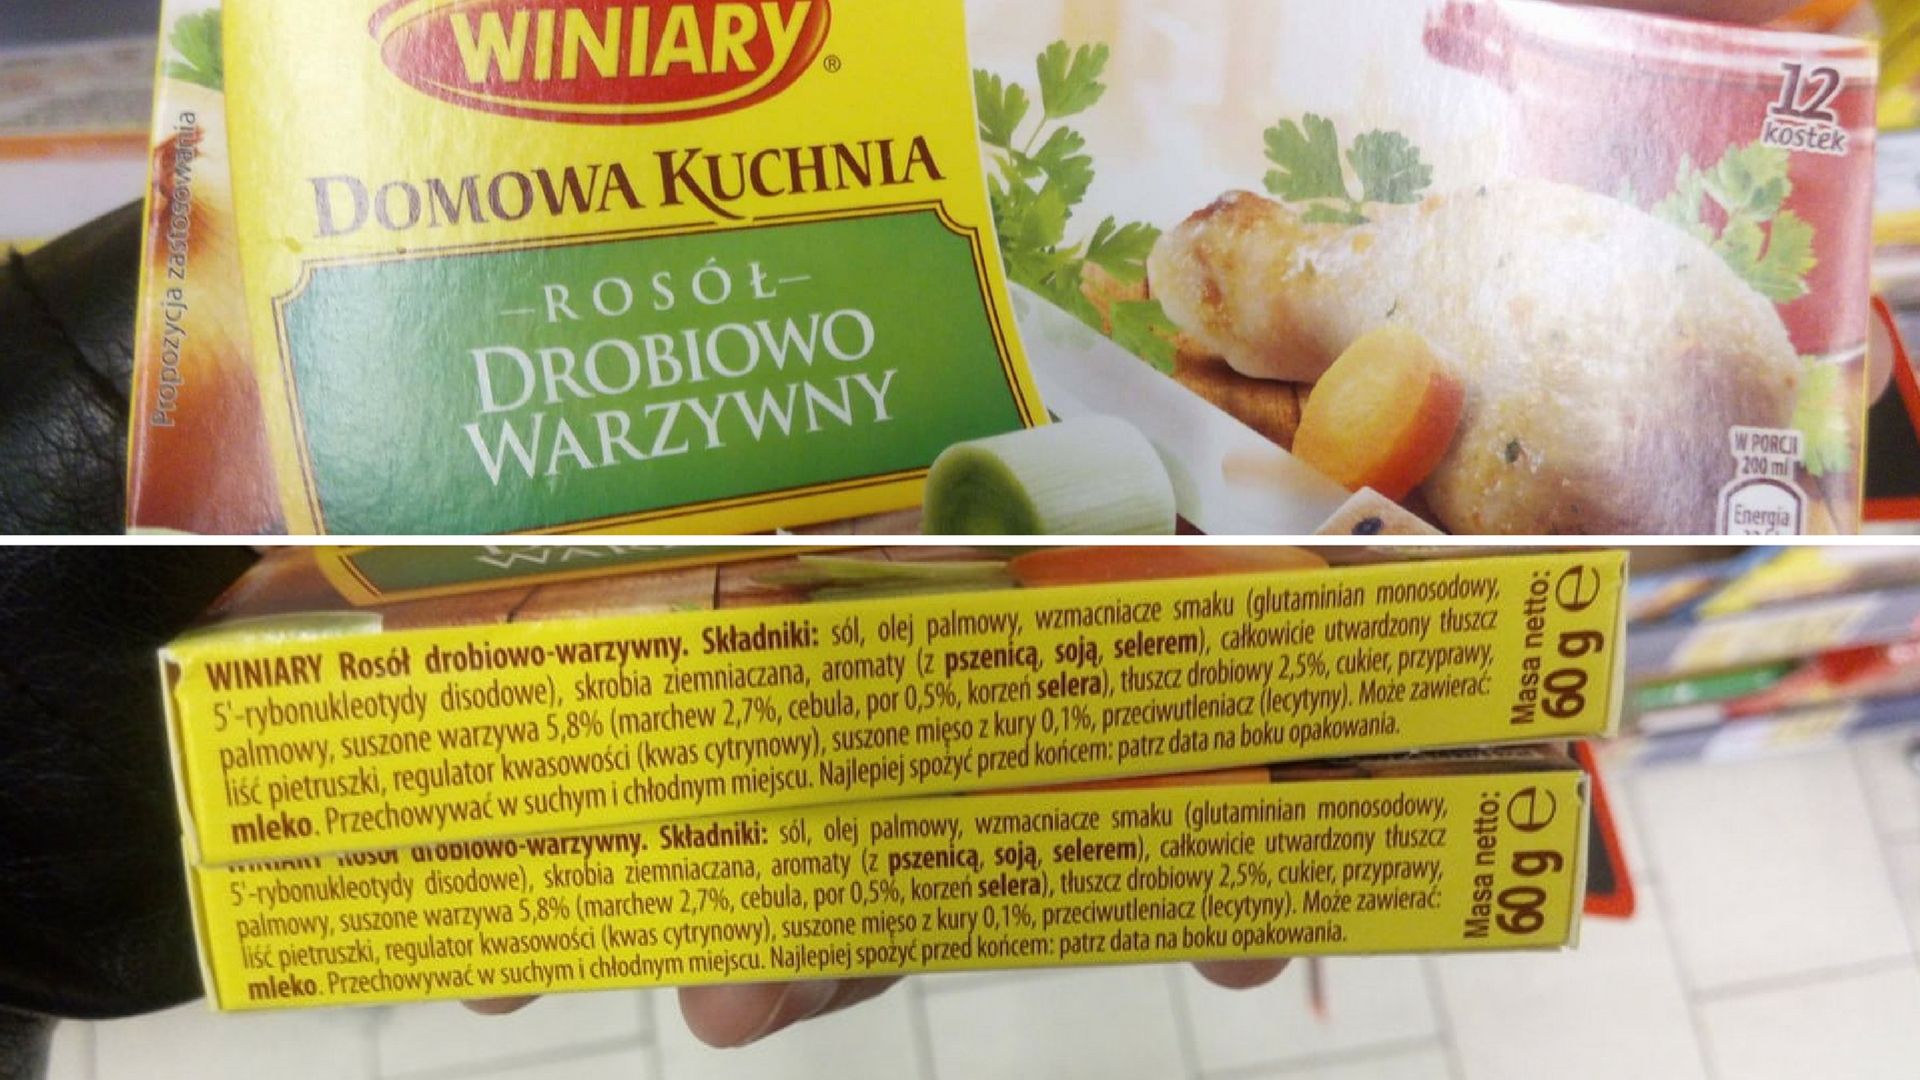 WINIARY®
DOMOWA KUCHNIA
-ROSÓŁ-
DROBIOWO
WARZYWNY
Propozycja zastosowania
12
kostek
W PORCJI
200 ml
Energia
WINIARY Rosół drobiowo-warzywny. Składniki: sól, olej palmowy, wzmacniacze smaku (glutaminian monosodowy,
5'-rybonukleotydy disodowe), skrobia ziemniaczana, aromaty (z pszenicą, soją, selerem), całkowicie utwardzony tłuszcz
palmowy, suszone warzywa 5,8% (marchew 2,7%, cebula, por 0,5%, korzeń selera), tłuszcz drobiowy 2,5%, cukier, przyprawy,
liść pietruszki, regulator kwasowości (kwas cytrynowy), suszone mięso z kury 0,1%, przeciwutleniacz (lecytyny). Może zawierać:
mleko. Przechowywać w suchym i chłodnym miejscu. Najlepiej spożyć przed końcem: patrz data na boku opakowania.
Masa netto:
60 g e
WINIARY Rosół drobiowo-warzywny. Składniki: sól, olej palmowy, wzmacniacze smaku (glutaminian monosodowy,
5'-rybonukleotydy disodowe), skrobia ziemniaczana, aromaty (z pszenicą, soją, selerem), całkowicie utwardzony tłuszcz
palmowy, suszone warzywa 5,8% (marchew 2,7%, cebula, por 0,5%, korzeń selera), tłuszcz drobiowy 2,5%, cukier, przyprawy,
liść pietruszki, regulator kwasowości (kwas cytrynowy), suszone mięso z kury 0,1%, przeciwutleniacz (lecytyny). Może zawierać:
mleko. Przechowywać w suchym i chłodnym miejscu. Najlepiej spożyć przed końcem: patrz data na boku opakowania.
Masa netto:
60 g e